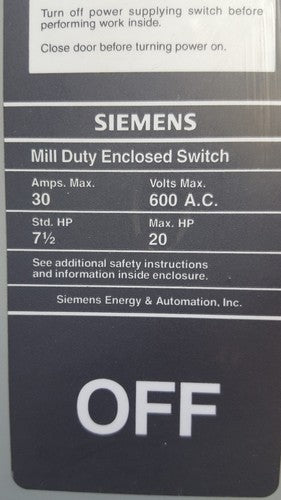 Turn off power supplying switch before
performing work inside.
Close door before turning power on.
SIEMENS
Mill Duty Enclosed Switch
Amps. Max. Volts Max.
30 600 A.C.
Std. HP Max. HP
7½ 20
See additional safety instructions
and information inside enclosure.
Siemens Energy & Automation, Inc.
OFF